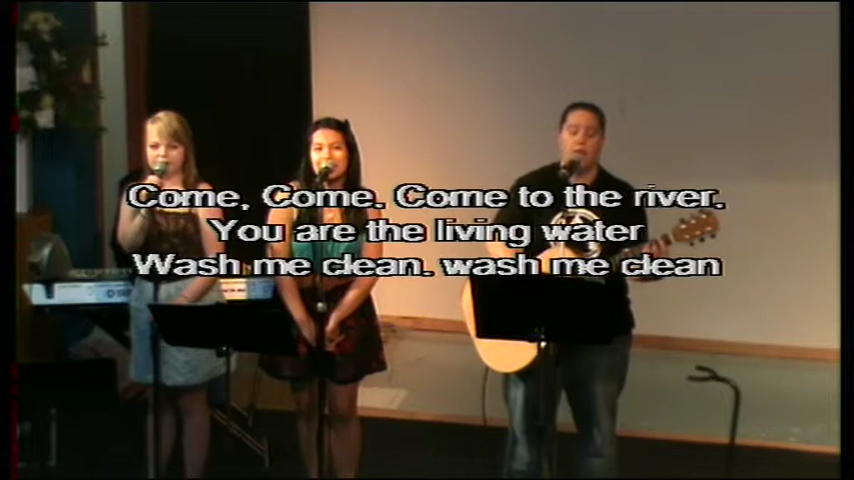 Come, Come. Come to the river.
You are the living water
Wash me clean. wash me clean